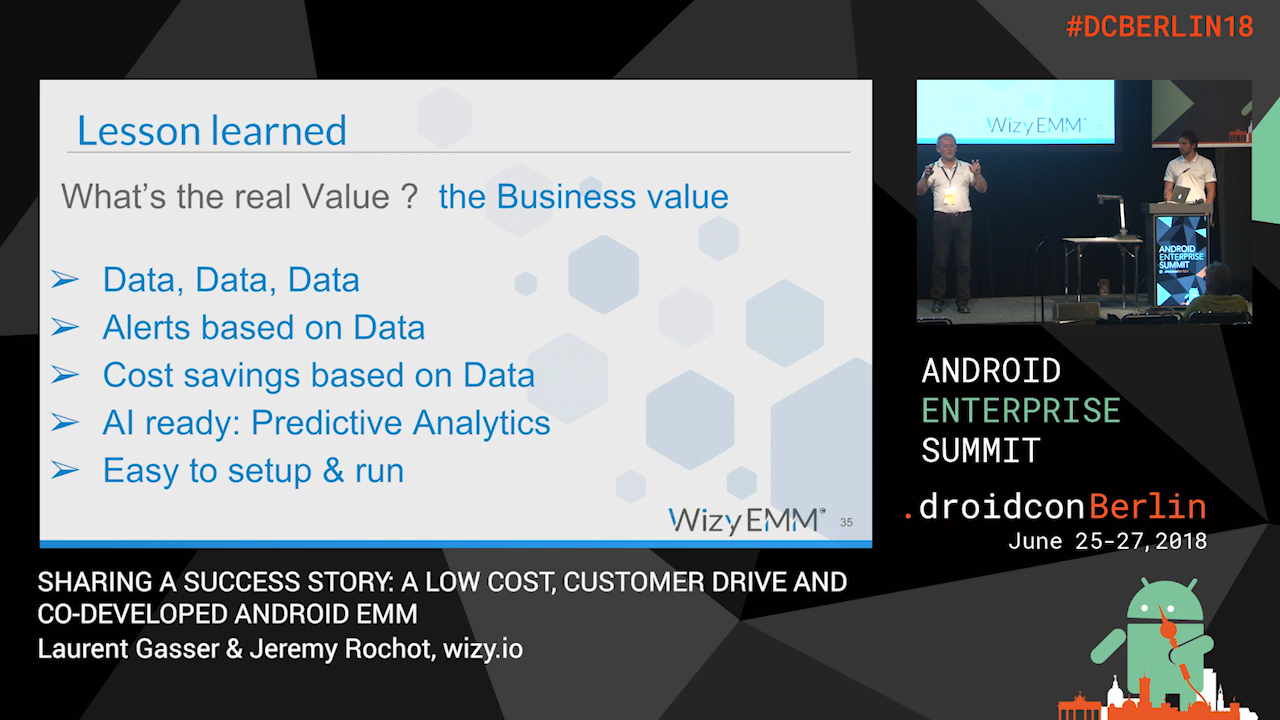 #DCBERLIN18
Lesson learned
What's the real Value ? the Business value
➢ Data, Data, Data
➢ Alerts based on Data
➢ Cost savings based on Data
➢ AI ready: Predictive Analytics
➢ Easy to setup & run
WizyEMM
35
WizyEMM
ANDROID
ENTERPRISE
SUMMIT
ANDROID
ENTERPRISE
SUMMIT
.droidconBerlin
June 25-27, 2018
SHARING A SUCCESS STORY: A LOW COST, CUSTOMER DRIVE AND
CO-DEVELOPED ANDROID EMM
Laurent Gasser & Jeremy Rochot, wizy.io